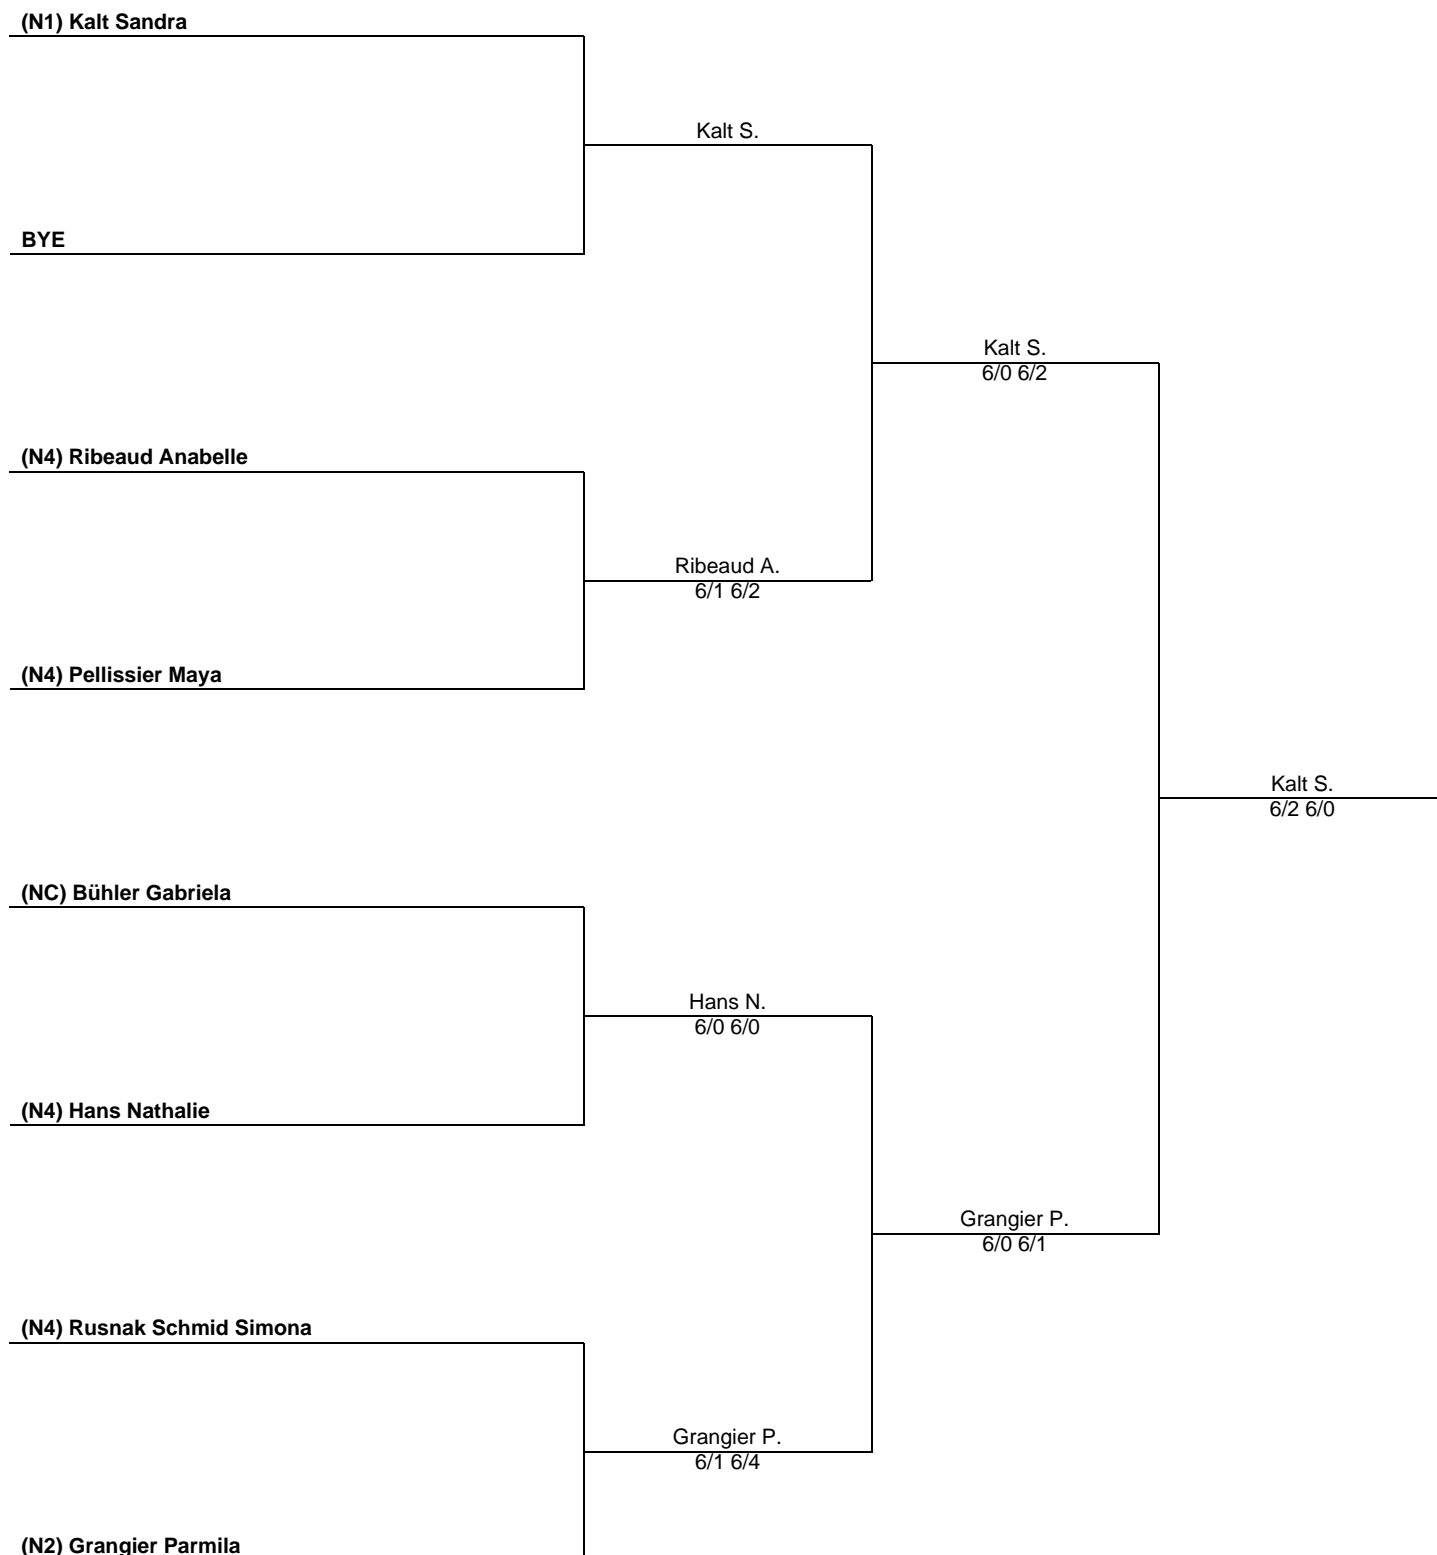 (N1) Kalt Sandra
Kalt S.
BYE
Kalt S.
6/0 6/2
(N4) Ribeaud Anabelle
Ribeaud A.
6/1 6/2
(N4) Pellissier Maya
Kalt S.
6/2 6/0
(NC) Bühler Gabriela
Hans N.
6/0 6/0
(N4) Hans Nathalie
Grangier P.
6/0 6/1
(N4) Rusnak Schmid Simona
Grangier P.
6/1 6/4
(N2) Grangier Parmila